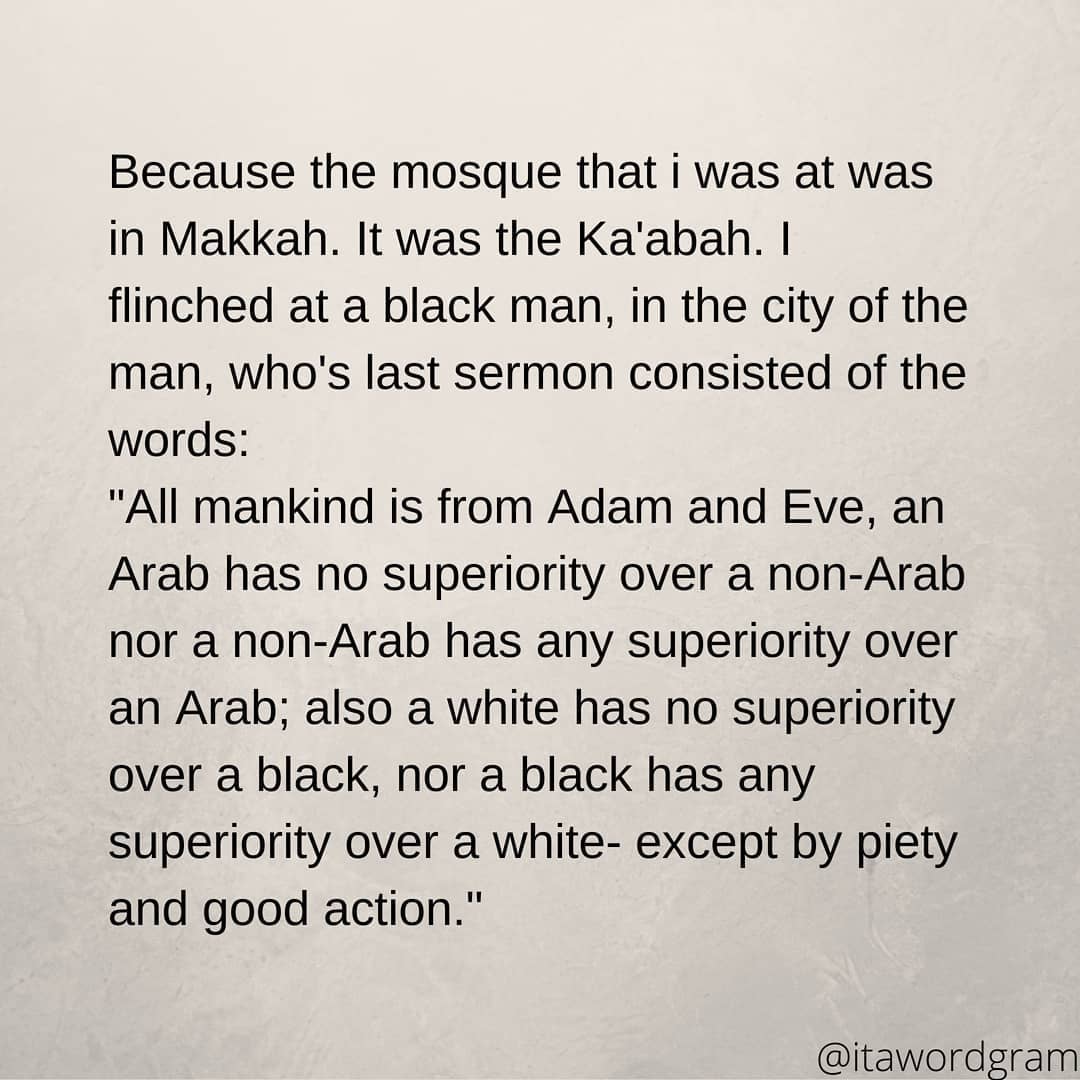 Because the mosque that i was at was
in Makkah. It was the Ka'abah. I
flinched at a black man, in the city of the
man, who's last sermon consisted of the
words:
"All mankind is from Adam and Eve, an
Arab has no superiority over a non-Arab
nor a non-Arab has any superiority over
an Arab; also a white has no superiority
over a black, nor a black has any
superiority over a white- except by piety
and good action."
@itawordgram